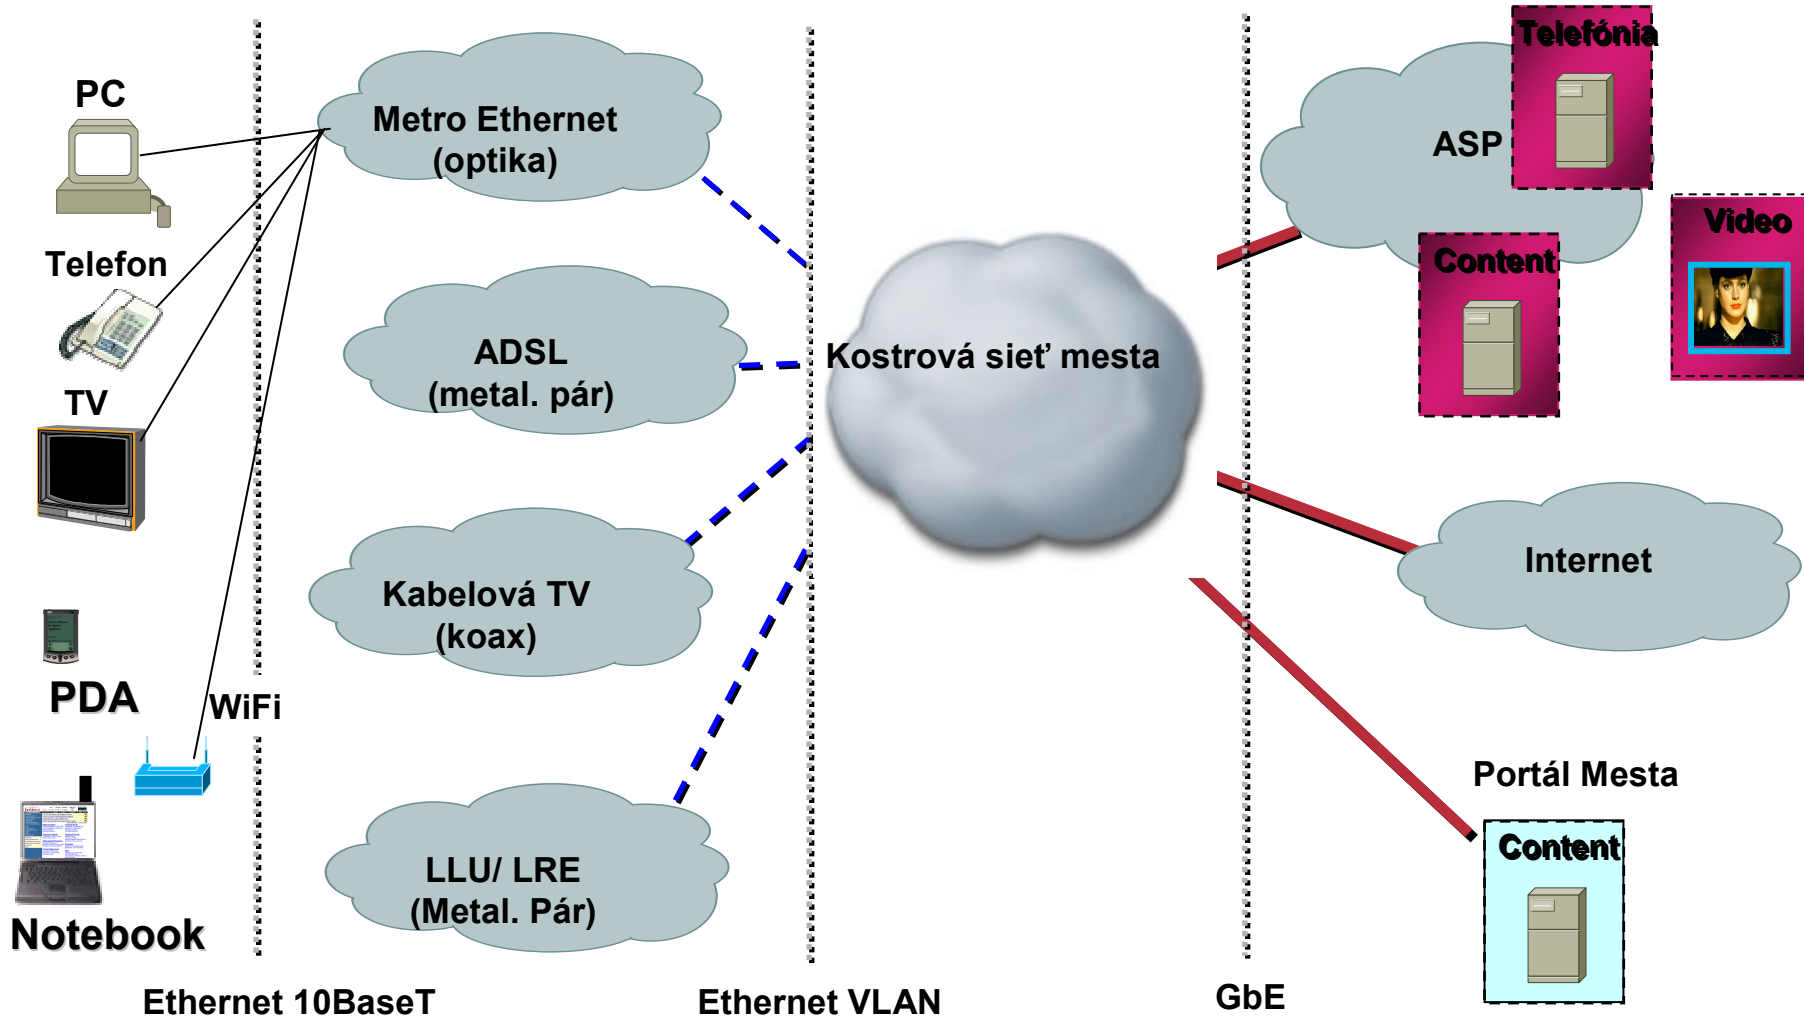 PC
Telefon
TV
PDA
WiFi
Notebook
Metro Ethernet
(optika)
ADSL
(metal. pár)
Kabelová TV
(koax)
LLU/ LRE
(Metal. Pár)
Kostrová sieť mesta
ASP
Telefónia
Content
Video
Internet
Portál Mesta
Content
Ethernet 10BaseT
Ethernet VLAN
GbE